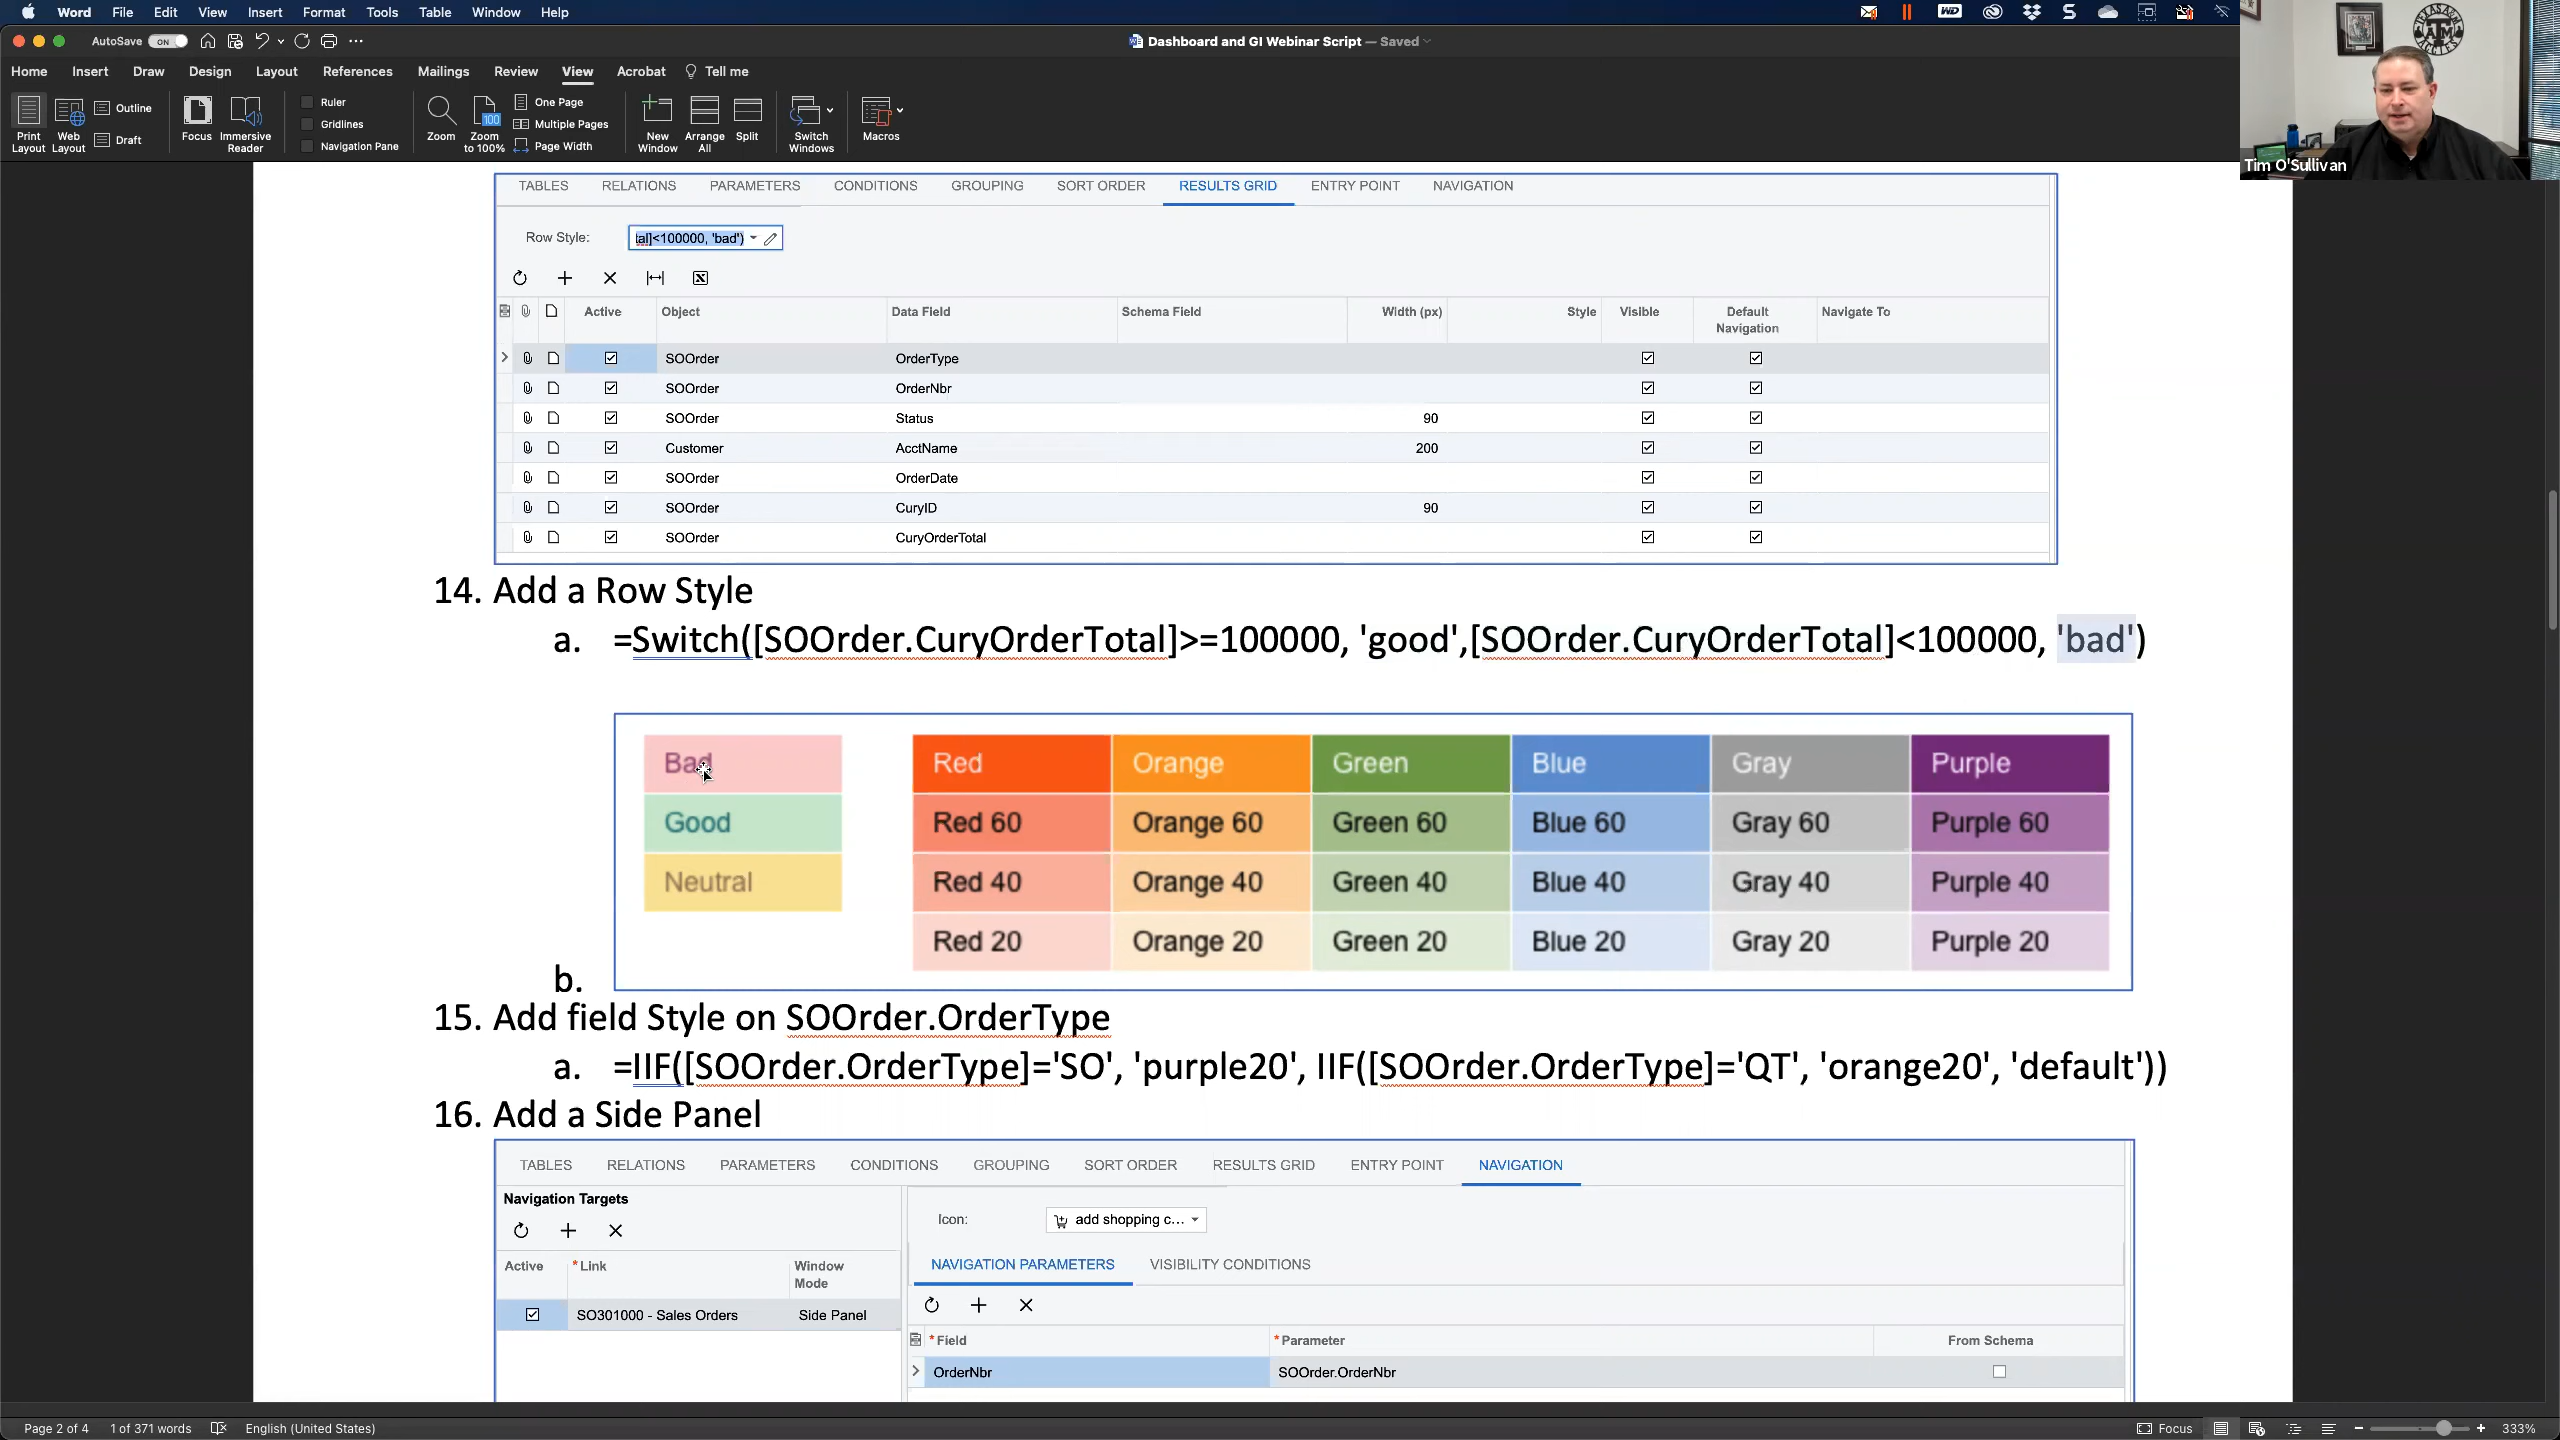 Word File Edit View Insert Format Tools Table Window Help
AutoSave ON Dashboard and GI Webinar Script — Saved
Home Insert Draw Design Layout References Mailings Review View Acrobat Tell me
Print Layout Web Layout Outline Draft Focus Immersive Reader Ruler Gridlines Navigation Pane Zoom Zoom to 100% One Page Multiple Pages Page Width New Window Arrange All Split Switch Windows Macros
Tim O'Sullivan
TABLES RELATIONS PARAMETERS CONDITIONS GROUPING SORT ORDER RESULTS GRID ENTRY POINT NAVIGATION
Row Style: tal]<100000, 'bad')
Active Object Data Field Schema Field Width (px) Style Visible Default Navigation Navigate To
SOOrder OrderType
SOOrder OrderNbr
SOOrder Status 90
Customer AcctName 200
SOOrder OrderDate
SOOrder CuryID 90
SOOrder CuryOrderTotal
14. Add a Row Style
a. =Switch([SOOrder.CuryOrderTotal]>=100000, 'good',[SOOrder.CuryOrderTotal]<100000, 'bad')
Bad Red Orange Green Blue Gray Purple
Good Red 60 Orange 60 Green 60 Blue 60 Gray 60 Purple 60
Neutral Red 40 Orange 40 Green 40 Blue 40 Gray 40 Purple 40
Red 20 Orange 20 Green 20 Blue 20 Gray 20 Purple 20
b.
15. Add field Style on SOOrder.OrderType
a. =IIF([SOOrder.OrderType]='SO', 'purple20', IIF([SOOrder.OrderType]='QT', 'orange20', 'default'))
16. Add a Side Panel
TABLES RELATIONS PARAMETERS CONDITIONS GROUPING SORT ORDER RESULTS GRID ENTRY POINT NAVIGATION
Navigation Targets
Icon: add shopping c...
NAVIGATION PARAMETERS VISIBILITY CONDITIONS
Active *Link Window Mode
SO301000 - Sales Orders Side Panel
*Field *Parameter From Schema
OrderNbr SOOrder.OrderNbr
Page 2 of 4 1 of 371 words English (United States) Focus 333%